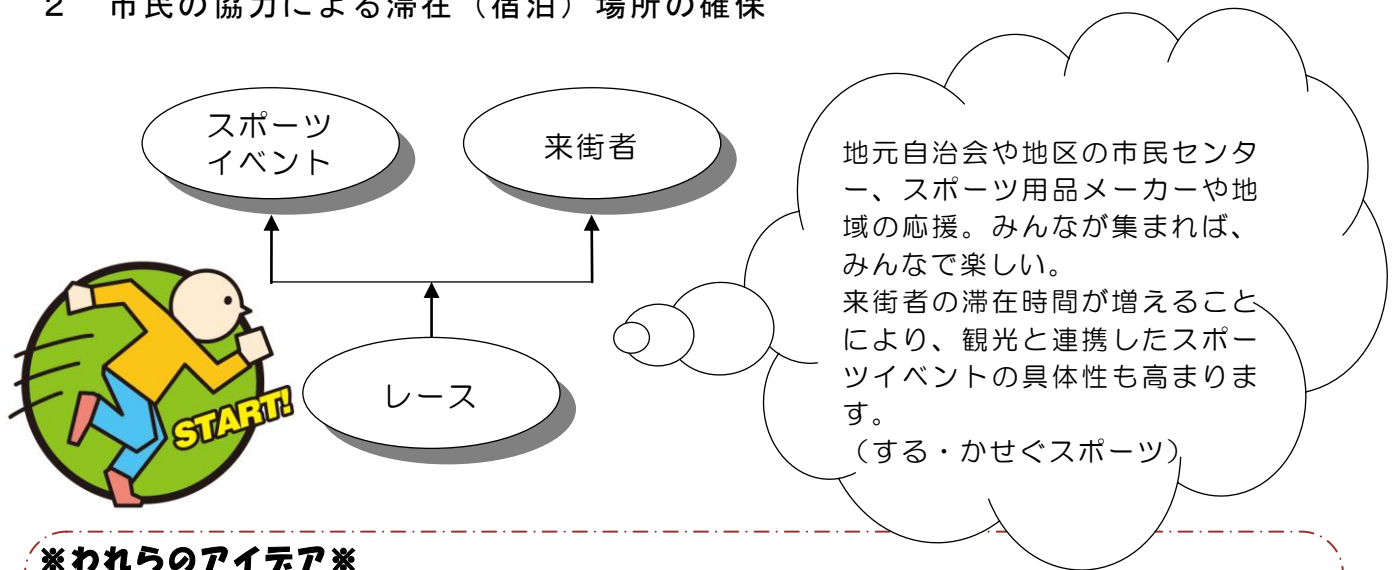 ２　市民の協力による滞在（宿泊）場所の確保
スポーツ
イベント
来街者
レース
START!
地元自治会や地区の市民センタ
ー、スポーツ用品メーカーや地
域の応援。みんなが集まれば、
みんなで楽しい。
来街者の滞在時間が増えること
により、観光と連携したスポー
ツイベントの具体性も高まりま
す。
（する・かせぐスポーツ）
※われらのアイデア※